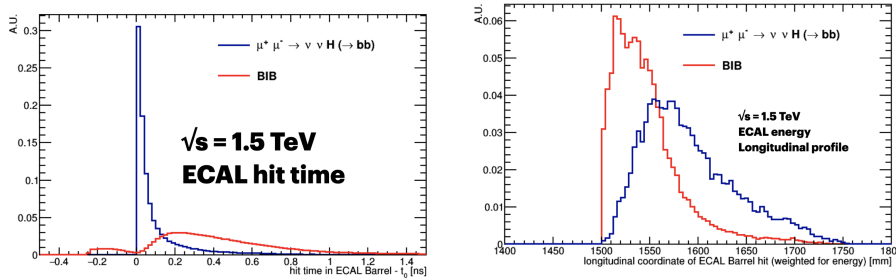 A.U.
0.3
0.25
0.2
0.15
0.1
0.05
0
μ⁺ μ⁻ → ν ν H (→ bb)
BIB
√s = 1.5 TeV
ECAL hit time
-0.4 -0.2 0 0.2 0.4 0.6 0.8 1 1.2 1.4
hit time in ECAL Barrel - t₀ [ns]
A.U.
0.06
0.05
0.04
0.03
0.02
0.01
0
μ⁺ μ⁻ → ν ν H (→ bb)
BIB
√s = 1.5 TeV
ECAL energy
Longitudinal profile
1400 1450 1500 1550 1600 1650 1700 1750 180
longitudinal coordinate of ECAL Barrel hit (weighted for energy) [mm]